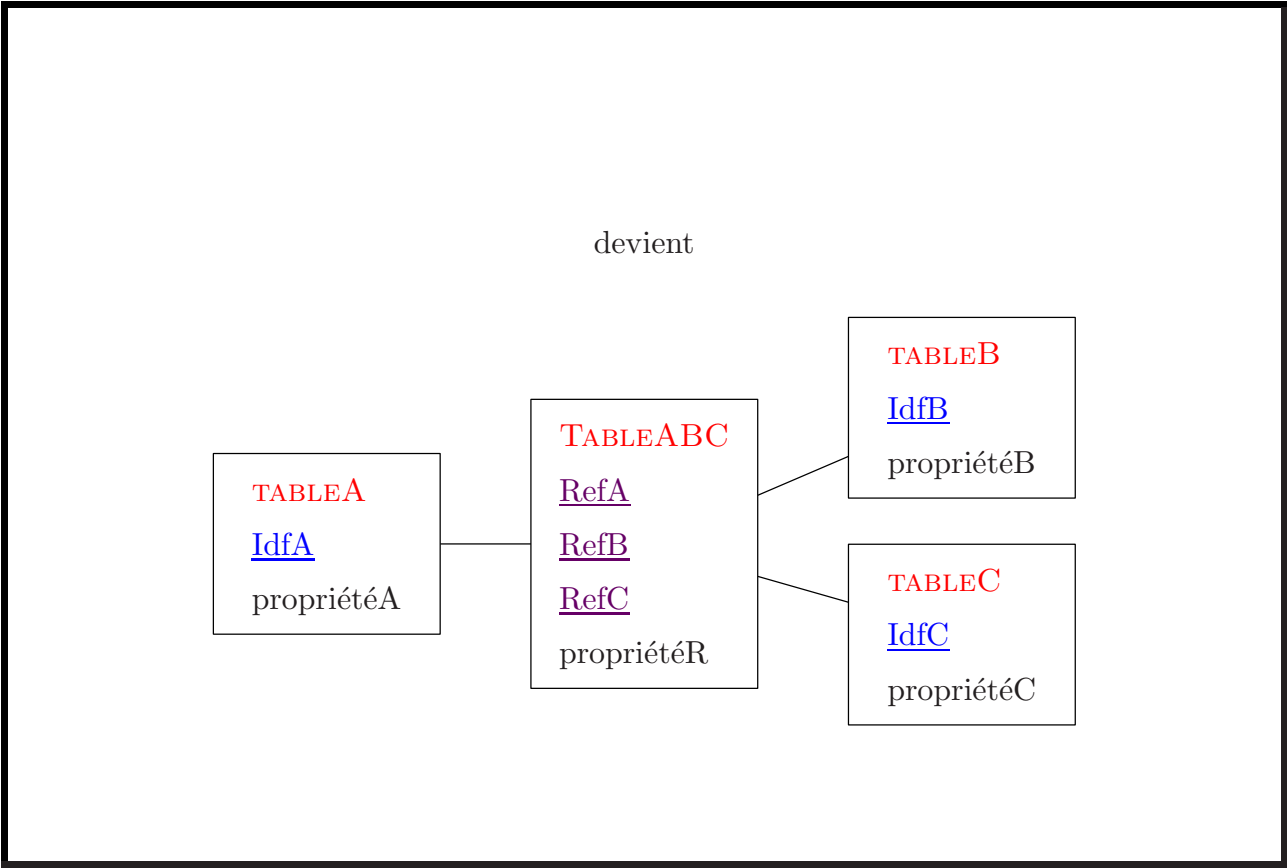 devient
TABLEA
IdfA
propriétéA
TABLEABC
RefA
RefB
RefC
propriétéR
TABLEB
IdfB
propriétéB
TABLEC
IdfC
propriétéC